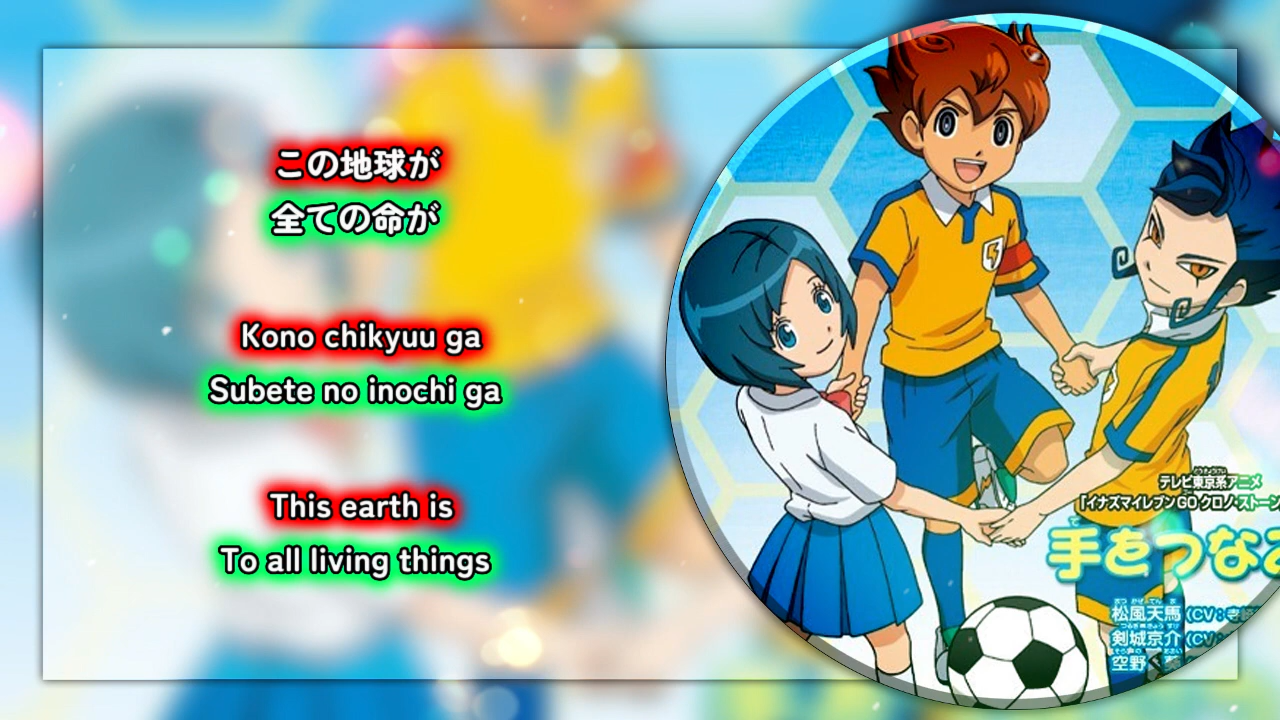 この地球が
全ての命が
Kono chikyuu ga
Subete no inochi ga
This earth is
To all living things
テレビ東京系アニメ
「イナズマイレブンGO クロノ・ストーン
手をつなご
松風天馬(CV:
剣城京介(CV:
空野 葵